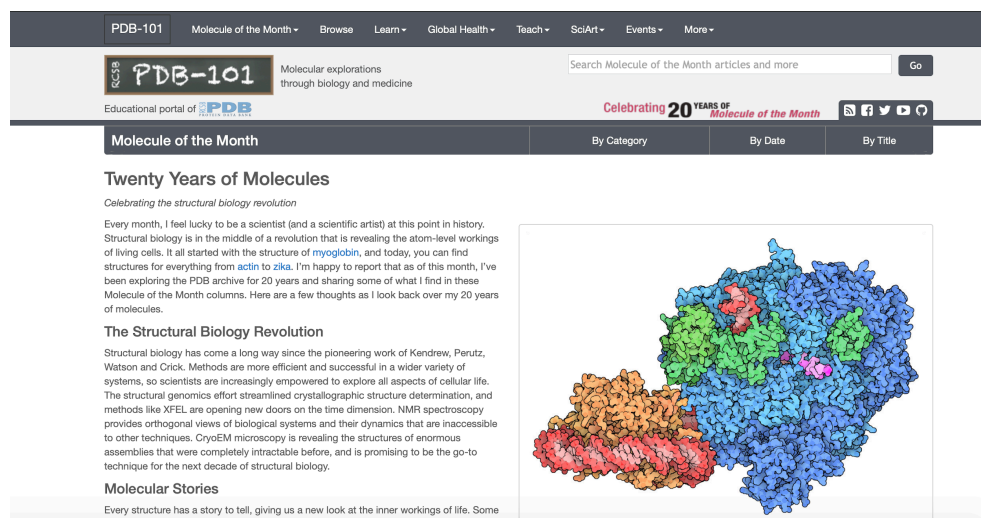 PDB-101
Molecule of the Month
Browse
Learn
Global Health
Teach
SciArt
Events
More
RCSB
PDB-101
Molecular explorations
through biology and medicine
Search Molecule of the Month articles and more
Go
Educational portal of RCSB PDB
PROTEIN DATA BANK
Celebrating 20 YEARS OF
Molecule of the Month
Molecule of the Month
By Category
By Date
By Title
Twenty Years of Molecules
Celebrating the structural biology revolution
Every month, I feel lucky to be a scientist (and a scientific artist) at this point in history.
Structural biology is in the middle of a revolution that is revealing the atom-level workings
of living cells. It all started with the structure of myoglobin, and today, you can find
structures for everything from actin to zika. I'm happy to report that as of this month, I've
been exploring the PDB archive for 20 years and sharing some of what I find in these
Molecule of the Month columns. Here are a few thoughts as I look back over my 20 years
of molecules.
The Structural Biology Revolution
Structural biology has come a long way since the pioneering work of Kendrew, Perutz,
Watson and Crick. Methods are more efficient and successful in a wider variety of
systems, so scientists are increasingly empowered to explore all aspects of cellular life.
The structural genomics effort streamlined crystallographic structure determination, and
methods like XFEL are opening new doors on the time dimension. NMR spectroscopy
provides orthogonal views of biological systems and their dynamics that are inaccessible
to other techniques. CryoEM microscopy is revealing the structures of enormous
assemblies that were completely intractable before, and is promising to be the go-to
technique for the next decade of structural biology.
Molecular Stories
Every structure has a story to tell, giving us a new look at the inner workings of life. Some